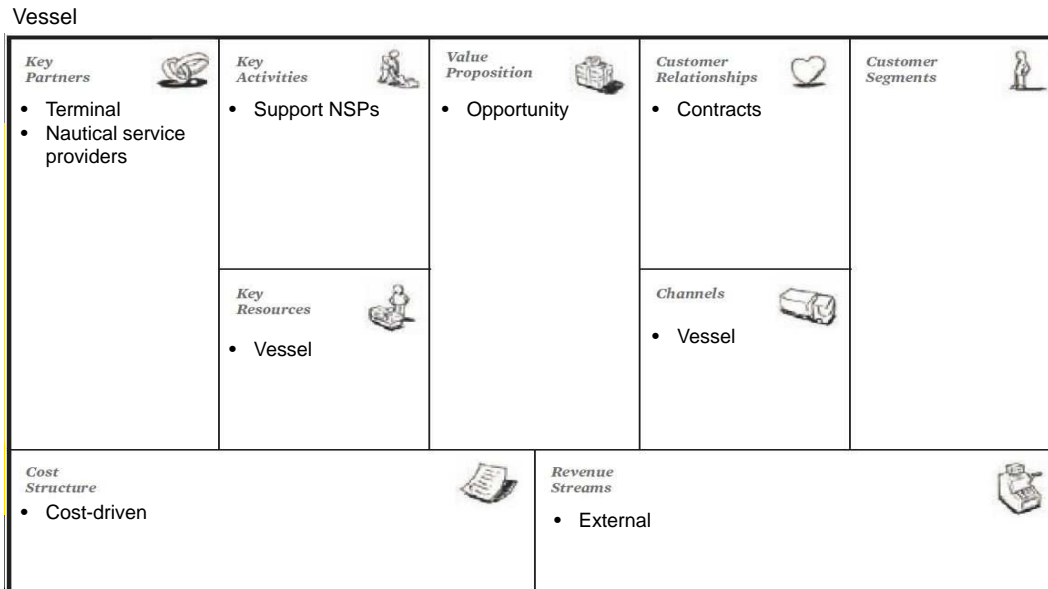 Vessel
Key
Partners
• Terminal
• Nautical service
providers
Key
Activities
• Support NSPs
Value
Proposition
• Opportunity
Customer
Relationships
• Contracts
Customer
Segments
Key
Resources
• Vessel
Channels
• Vessel
Cost
Structure
• Cost-driven
Revenue
Streams
• External